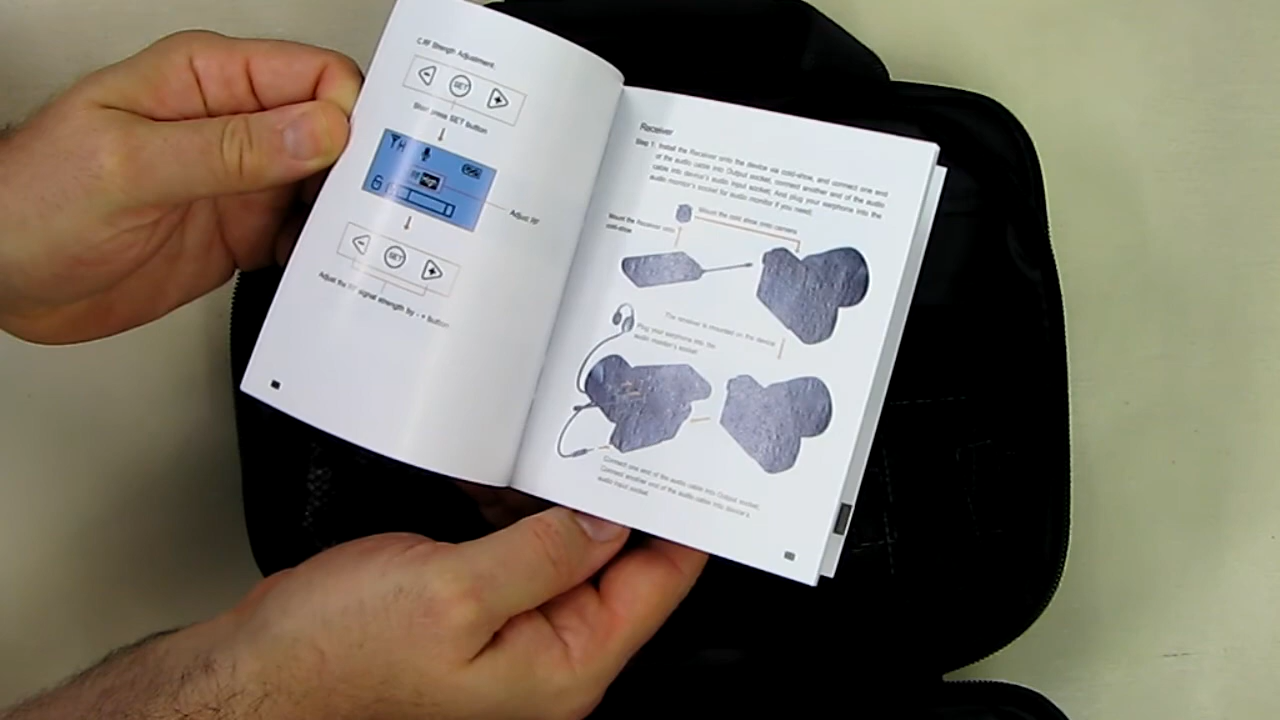 C.RF Strength Adjustment.
SET
Short press SET button
H
RF High
6
Adjust RF
SET
Adjust the RF signal strength by - + button
Receiver
Step 1: Install the Receiver onto the device via cold-shoe, and connect one end
of the audio cable into Output socket, connect another end of the audio
cable into device's audio input socket; And plug your earphone into the
audio monitor's socket for audio monitor if you need;
Mount the cold shoe onto camera
Mount the Receiver onto
cold-shoe
The receiver is mounted on the device
Plug your earphone into the
audio monitor's socket
Connect one end of the audio cable into Output socket,
Connect another end of the audio cable into device's
audio input socket